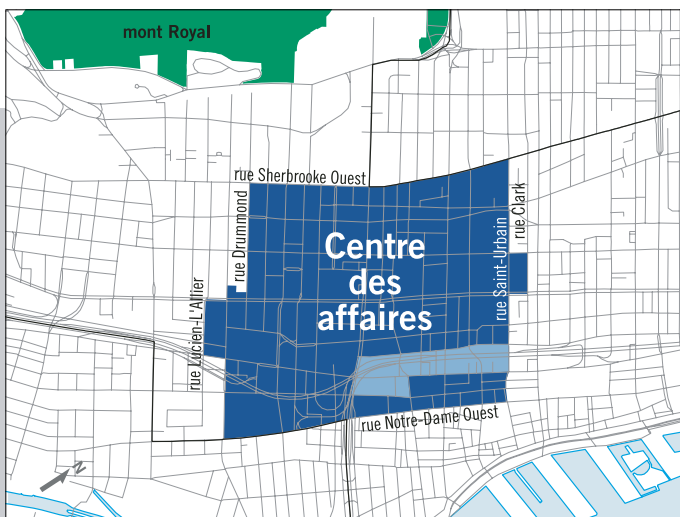 mont Royal
rue Sherbrooke Ouest
rue Drummond
rue Clark
Centre
des
affaires
rue Saint-Urbain
rue Lucien-L'Allier
rue Notre-Dame Ouest
N